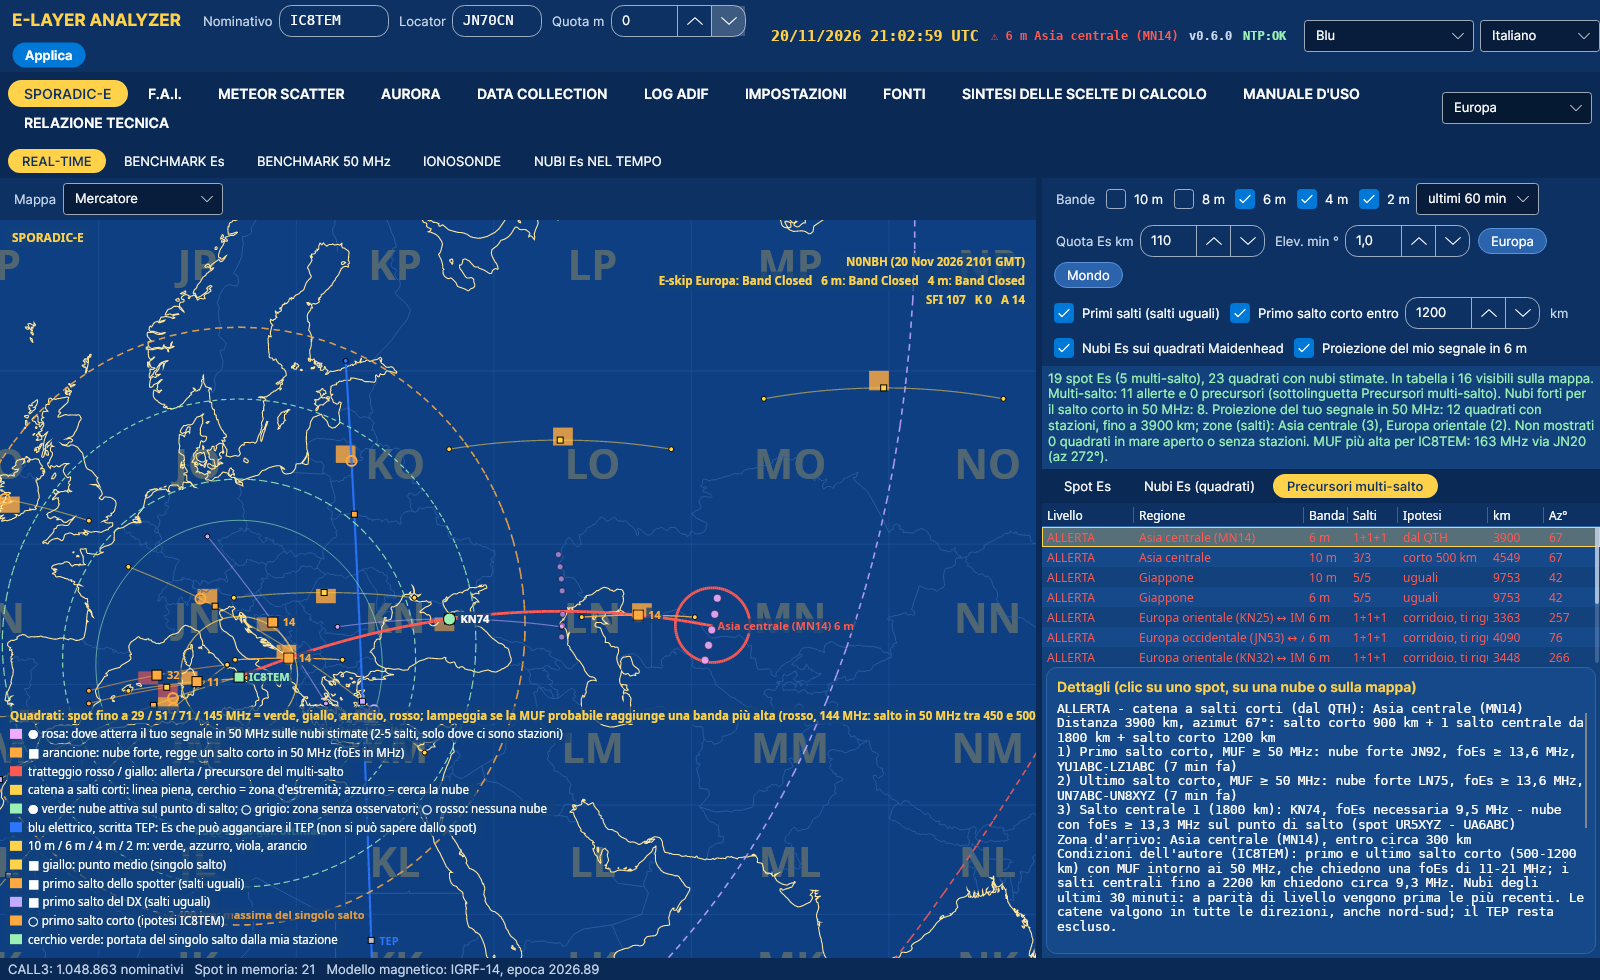 E-LAYER ANALYZER
Nominativo IC8TEM Locator JN70CN Quota m 0
Applica
20/11/2026 21:02:59 UTC ⚠ 6 m Asia centrale (MN14) v0.6.0 NTP:OK
Blu Italiano
SPORADIC-E F.A.I. METEOR SCATTER AURORA DATA COLLECTION LOG ADIF IMPOSTAZIONI FONTI SINTESI DELLE SCELTE DI CALCOLO MANUALE D'USO
RELAZIONE TECNICA
Europa
REAL-TIME BENCHMARK Es BENCHMARK 50 MHz IONOSONDE NUBI Es NEL TEMPO
Mappa Mercatore
SPORADIC-E
N0NBH (20 Nov 2026 2101 GMT)
E-skip Europa: Band Closed 6 m: Band Closed 4 m: Band Closed
SFI 107 K 0 A 14
JP KP LP MP NP
KO LO MO NO
JN KN LN MN NN
LM MM NM
KL LL ML NL
KN74
14
14
14
32
11
IC8TEM
Asia centrale (MN14) 6 m
Quadrati: spot fino a 29 / 51 / 71 / 145 MHz = verde, giallo, arancio, rosso; lampeggia se la MUF probabile raggiunge una banda più alta (rosso, 144 MHz: salto in 50 MHz tra 450 e 500
● rosa: dove atterra il tuo segnale in 50 MHz sulle nubi stimate (2-5 salti, solo dove ci sono stazioni)
■ arancione: nube forte, regge un salto corto in 50 MHz (foEs in MHz)
tratteggio rosso / giallo: allerta / precursore del multi-salto
catena a salti corti: linea piena, cerchio = zona d'estremità; azzurro = cerca la nube
● verde: nube attiva sul punto di salto; ○ grigio: zona senza osservatori; ○ rosso: nessuna nube
blu elettrico, scritta TEP: Es che può agganciare il TEP (non si può sapere dallo spot)
10 m / 6 m / 4 m / 2 m: verde, azzurro, viola, arancio
■ giallo: punto medio (singolo salto)
■ primo salto dello spotter (salti uguali)
■ primo salto del DX (salti uguali)
○ primo salto corto (ipotesi IC8TEM)
assima del singolo salto
cerchio verde: portata del singolo salto dalla mia stazione
TEP
Bande 10 m 8 m 6 m 4 m 2 m ultimi 60 min
Quota Es km 110 Elev. min ° 1,0 Europa
Mondo
Primi salti (salti uguali) Primo salto corto entro 1200 km
Nubi Es sui quadrati Maidenhead Proiezione del mio segnale in 6 m
19 spot Es (5 multi-salto), 23 quadrati con nubi stimate. In tabella i 16 visibili sulla mappa.
Multi-salto: 11 allerte e 0 precursori (sottolinguetta Precursori multi-salto). Nubi forti per
il salto corto in 50 MHz: 8. Proiezione del tuo segnale in 50 MHz: 12 quadrati con
stazioni, fino a 3900 km; zone (salti): Asia centrale (3), Europa orientale (2). Non mostrati
0 quadrati in mare aperto o senza stazioni. MUF più alta per IC8TEM: 163 MHz via JN20
(az 272°).
Spot Es Nubi Es (quadrati) Precursori multi-salto
Livello Regione Banda Salti Ipotesi km Az°
ALLERTA Asia centrale (MN14) 6 m 1+1+1 dal QTH 3900 67
ALLERTA Asia centrale 10 m 3/3 corto 500 km 4549 67
ALLERTA Giappone 10 m 5/5 uguali 9753 42
ALLERTA Giappone 6 m 5/5 uguali 9753 42
ALLERTA Europa orientale (KN25) ↔ IM 6 m 1+1+1 corridoio, ti rigu 3363 257
ALLERTA Europa occidentale (JN53) ↔ 6 m 1+1+1 corridoio, ti rigu 4090 76
ALLERTA Europa orientale (KN32) ↔ IM 6 m 1+1+1 corridoio, ti rigu 3448 266
Dettagli (clic su uno spot, su una nube o sulla mappa)
ALLERTA - catena a salti corti (dal QTH): Asia centrale (MN14)
Distanza 3900 km, azimut 67°: salto corto 900 km + 1 salto centrale da
1800 km + salto corto 1200 km
1) Primo salto corto, MUF ≥ 50 MHz: nube forte JN92, foEs ≥ 13,6 MHz,
YU1ABC-LZ1ABC (7 min fa)
2) Ultimo salto corto, MUF ≥ 50 MHz: nube forte LN75, foEs ≥ 13,6 MHz,
UN7ABC-UN8XYZ (7 min fa)
3) Salto centrale 1 (1800 km): KN74, foEs necessaria 9,5 MHz - nube
con foEs ≥ 13,3 MHz sul punto di salto (spot UR5XYZ - UA6ABC)
Zona d'arrivo: Asia centrale (MN14), entro circa 300 km
Condizioni dell'autore (IC8TEM): primo e ultimo salto corto (500-1200
km) con MUF intorno ai 50 MHz, che chiedono una foEs di 11-21 MHz; i
salti centrali fino a 2200 km chiedono circa 9,3 MHz. Nubi degli
ultimi 30 minuti: a parità di livello vengono prima le più recenti. Le
catene valgono in tutte le direzioni, anche nord-sud; il TEP resta
escluso.
CALL3: 1.048.863 nominativi Spot in memoria: 21 Modello magnetico: IGRF-14, epoca 2026.89